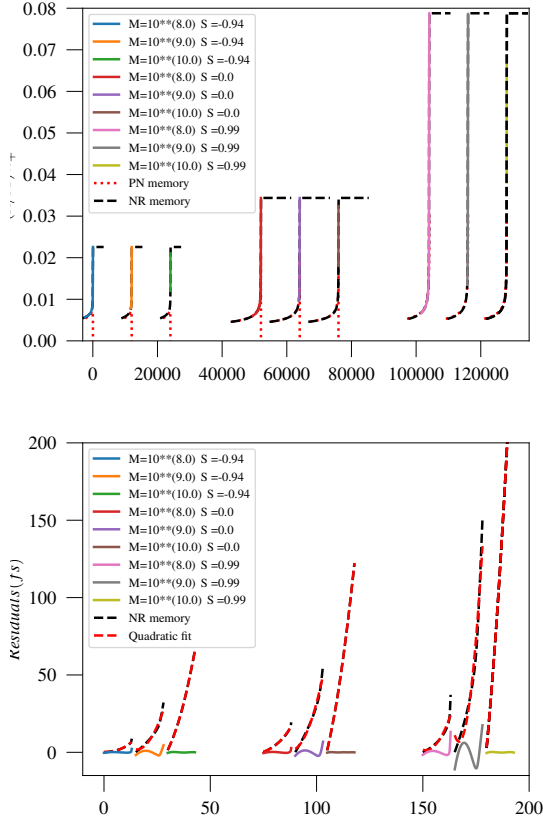 0.08
0.07
0.06
0.05
0.04
0.03
0.02
0.01
0.00
M=10**(8.0) S =-0.94
M=10**(9.0) S =-0.94
M=10**(10.0) S =-0.94
M=10**(8.0) S =0.0
M=10**(9.0) S =0.0
M=10**(10.0) S =0.0
M=10**(8.0) S =0.99
M=10**(9.0) S =0.99
M=10**(10.0) S =0.99
PN memory
NR memory
0 20000 40000 60000 80000 100000 120000
200
150
100
50
0
Residuals(fs)
M=10**(8.0) S =-0.94
M=10**(9.0) S =-0.94
M=10**(10.0) S =-0.94
M=10**(8.0) S =0.0
M=10**(9.0) S =0.0
M=10**(10.0) S =0.0
M=10**(8.0) S =0.99
M=10**(9.0) S =0.99
M=10**(10.0) S =0.99
NR memory
Quadratic fit
0 50 100 150 200